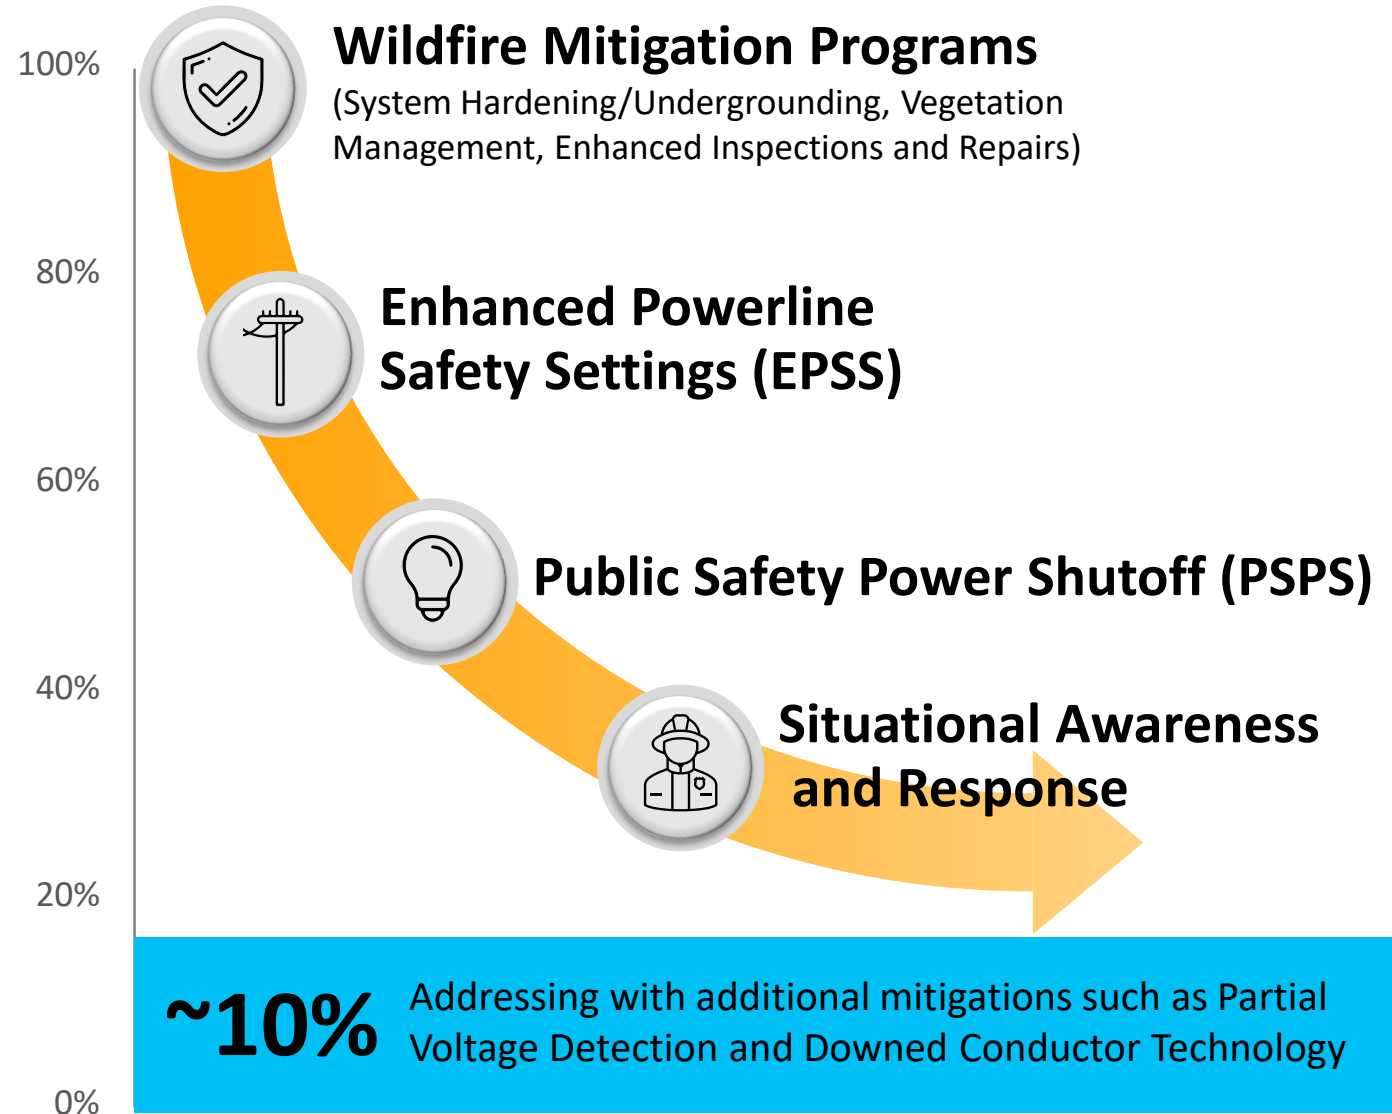 100%
Wildfire Mitigation Programs
(System Hardening/Undergrounding, Vegetation
Management, Enhanced Inspections and Repairs)
80%
Enhanced Powerline
Safety Settings (EPSS)
60%
Public Safety Power Shutoff (PSPS)
40%
Situational Awareness
and Response
20%
~10%
Addressing with additional mitigations such as Partial
Voltage Detection and Downed Conductor Technology
0%